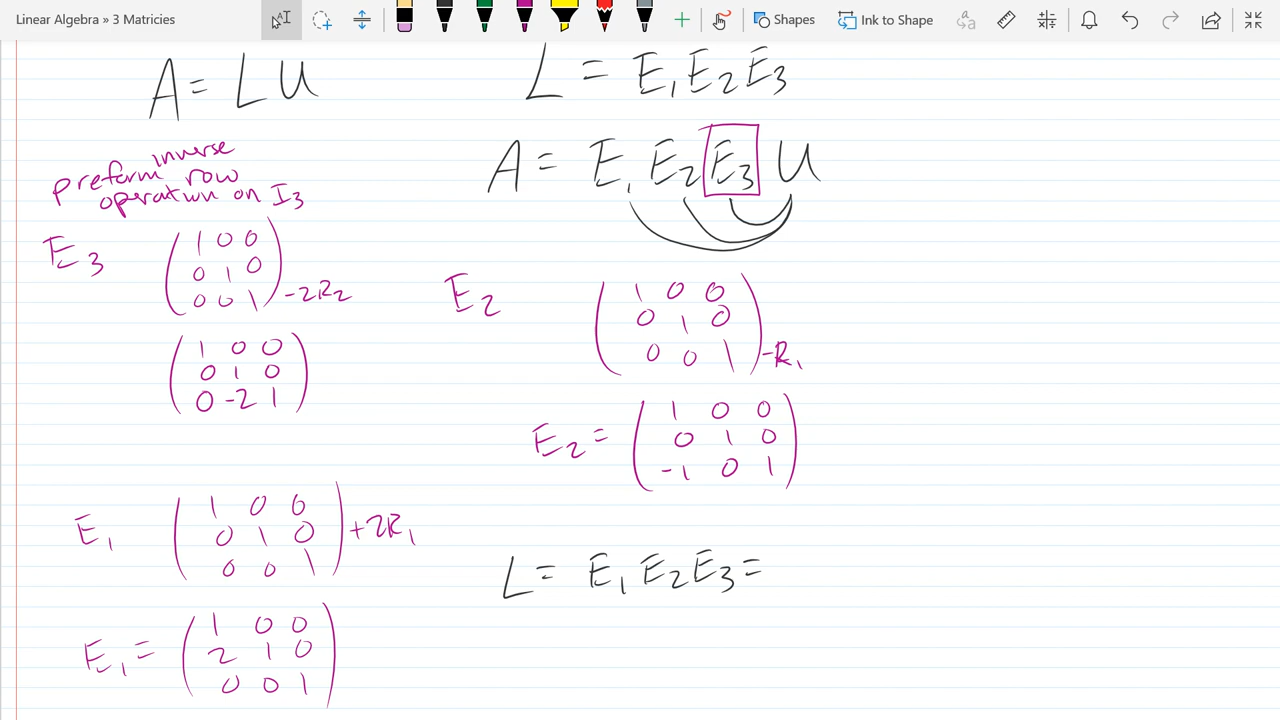 Linear Algebra » 3 Matricies
Shapes
Ink to Shape
A = LU
L = E₁E₂E₃
A = E₁E₂E₃U
preform inverse row
operation on I₃
E₃
1 0 0
0 1 0
0 0 1 -2R₂
1 0 0
0 1 0
0 -2 1
E₂
1 0 0
0 1 0
0 0 1 -R₁
E₂ =
1 0 0
0 1 0
-1 0 1
E₁
1 0 0
0 1 0 +2R₁
0 0 1
E₁ =
1 0 0
2 1 0
0 0 1
L = E₁E₂E₃ =